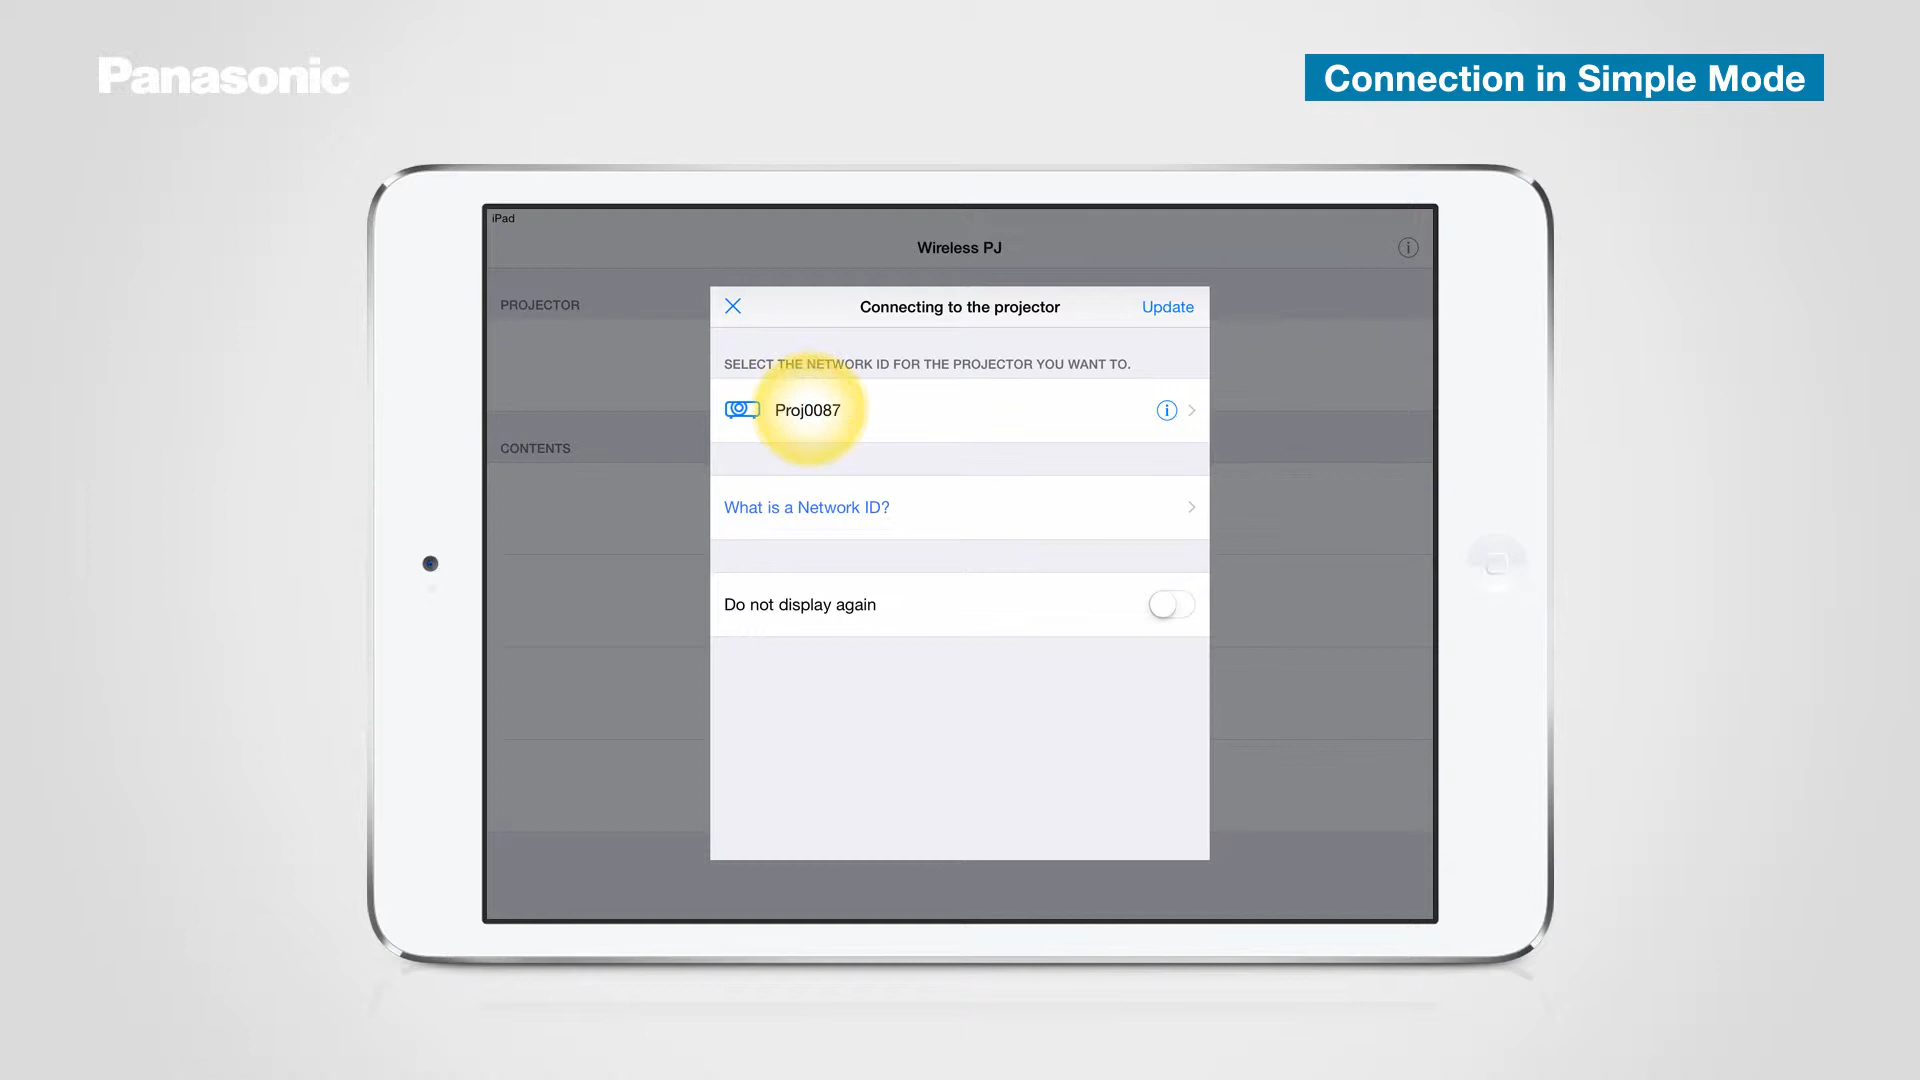 Panasonic
Connection in Simple Mode
iPad
Wireless PJ
PROJECTOR
Connecting to the projector
Update
SELECT THE NETWORK ID FOR THE PROJECTOR YOU WANT TO.
Proj0087
CONTENTS
What is a Network ID?
Do not display again